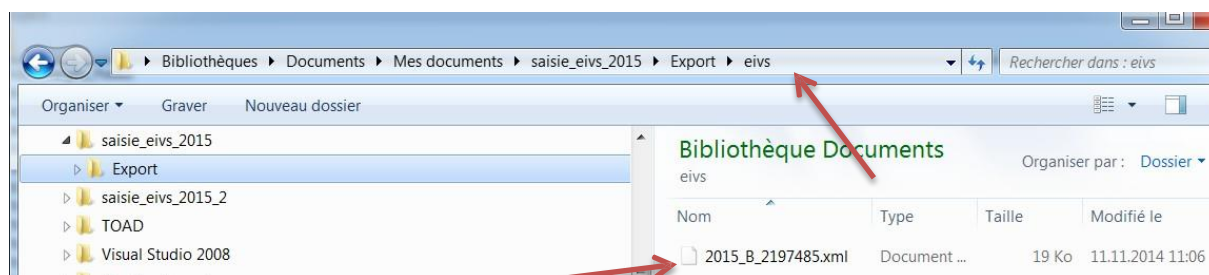 Bibliothèques Documents Mes documents saisie_eivs_2015 Export eivs Rechercher dans : eivs
Organiser Graver Nouveau dossier
saisie_eivs_2015
Export
saisie_eivs_2015_2
TOAD
Visual Studio 2008
Bibliothèque Documents
eivs
Organiser par : Dossier
Nom Type Taille Modifié le
2015_B_2197485.xml Document ... 19 Ko 11.11.2014 11:06